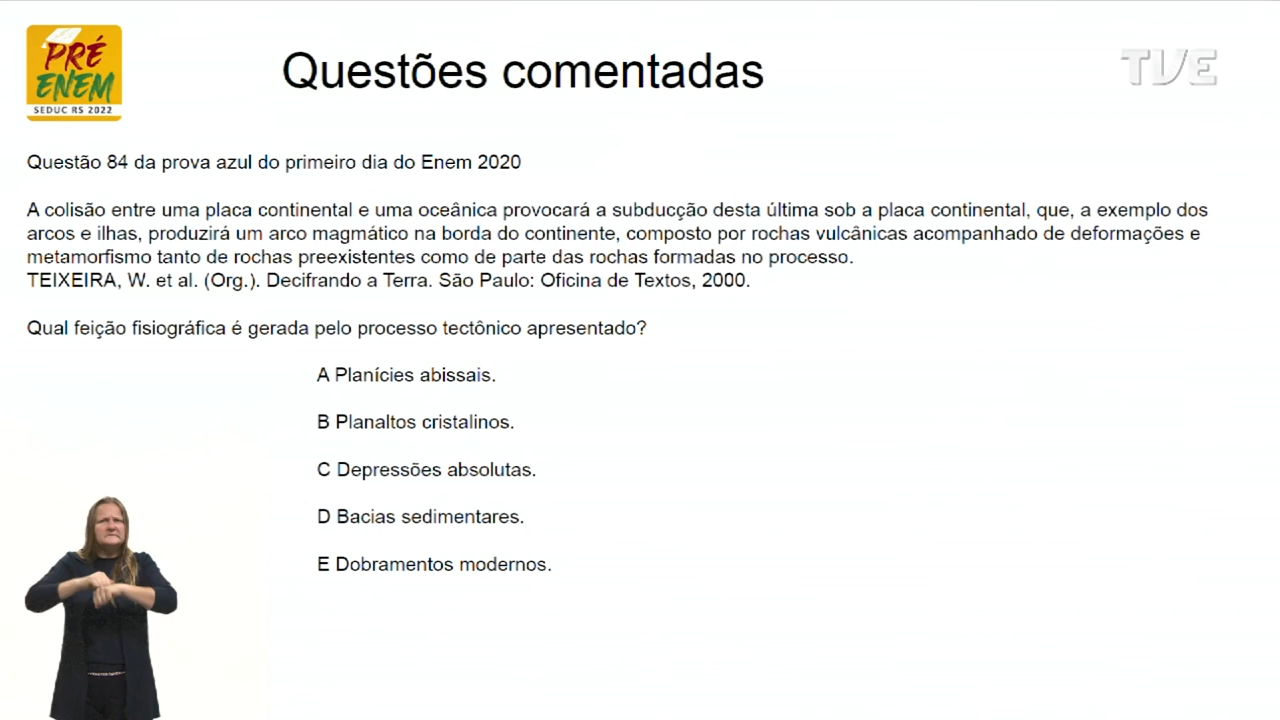 PRÉ
ENEM
SEDUC RS 2022
Questões comentadas
TVE
Questão 84 da prova azul do primeiro dia do Enem 2020
A colisão entre uma placa continental e uma oceânica provocará a subducção desta última sob a placa continental, que, a exemplo dos
arcos e ilhas, produzirá um arco magmático na borda do continente, composto por rochas vulcânicas acompanhado de deformações e
metamorfismo tanto de rochas preexistentes como de parte das rochas formadas no processo.
TEIXEIRA, W. et al. (Org.). Decifrando a Terra. São Paulo: Oficina de Textos, 2000.
Qual feição fisiográfica é gerada pelo processo tectônico apresentado?
A Planícies abissais.
B Planaltos cristalinos.
C Depressões absolutas.
D Bacias sedimentares.
E Dobramentos modernos.